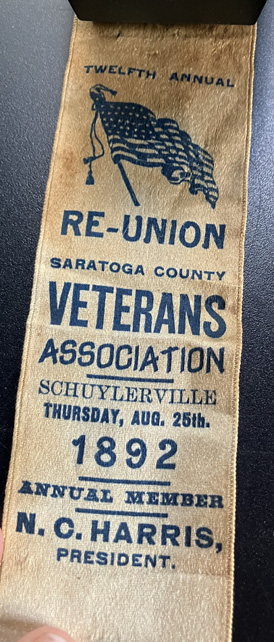 TWELFTH ANNUAL
RE-UNION
SARATOGA COUNTY
VETERANS
ASSOCIATION
SCHUYLERVILLE
THURSDAY, AUG. 25th.
1892
ANNUAL MEMBER
N. C. HARRIS,
PRESIDENT.